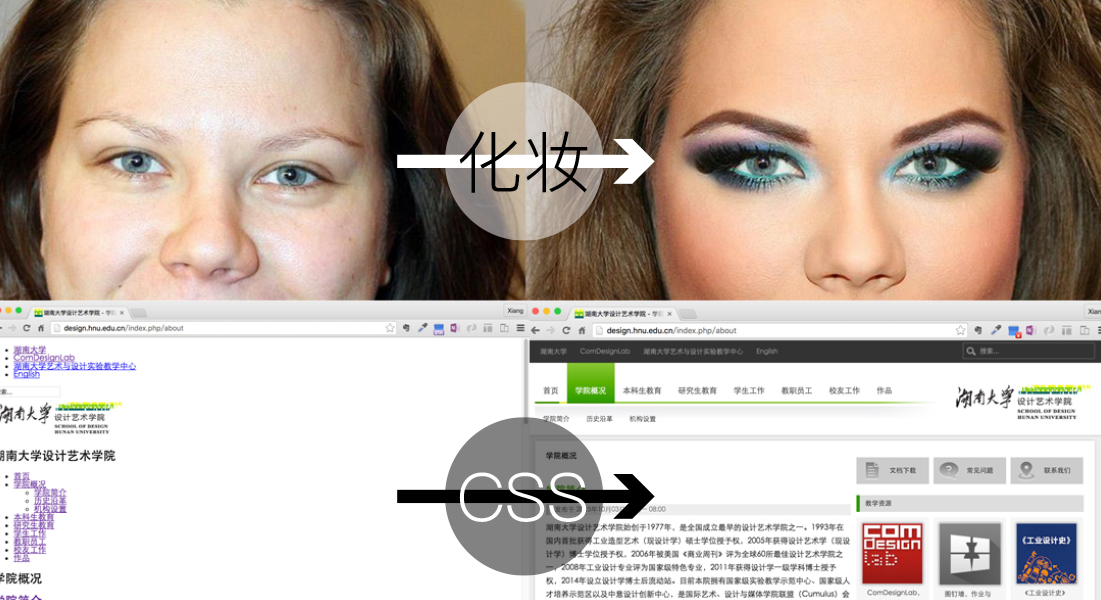 化妆
湖南大学设计艺术学院 - 学
Xiang
design.hnu.edu.cn/index.php/about
湖南大学
ComDesignLab
湖南大学艺术与设计实验教学中心
English
索...
湖南大学
设计艺术学院
SCHOOL OF DESIGN
HUNAN UNIVERSITY
湖南大学设计艺术学院
首页
学院概况
学院简介
历史沿革
机构设置
本科生教育
研究生教育
学生工作
教职员工
校友工作
作品
学院概况
学院简介
CSS
湖南大学设计艺术学院 - 学
Xian
design.hnu.edu.cn/index.php/about
湖南大学 ComDesignLab 湖南大学艺术与设计实验教学中心 English 搜索...
首页 学院概况 本科生教育 研究生教育 学生工作 教职员工 校友工作 作品
湖南大学
设计艺术学院
SCHOOL OF DESIGN
HUNAN UNIVERSITY
学院简介 历史沿革 机构设置
学院概况
文档下载 常见问题 联系我们
08:00
教学资源
湖南大学设计艺术学院始创于1977年，是全国成立最早的设计艺术学院之一。1993年在
国内首批获得工业造型艺术（现设计学）硕士学位授予权，2005年获得设计艺术学（现设
计学）博士学位授予权，2006年被美国《商业周刊》评为全球60所最佳设计艺术学院之
一，2008年工业设计专业评为国家级特色专业，2011年获得设计学一级学科博士授予
权，2014年设立设计学博士后流动站。目前本院拥有国家级实验教学示范中心、国家级人
才培养示范区以及中意设计创新中心，是国际艺术、设计与媒体学院联盟（Cumulus）会
COM
DESIGN
lab
《工业设计史》
ComDesignLab，
图钉墙，作业与
《工业设计史》